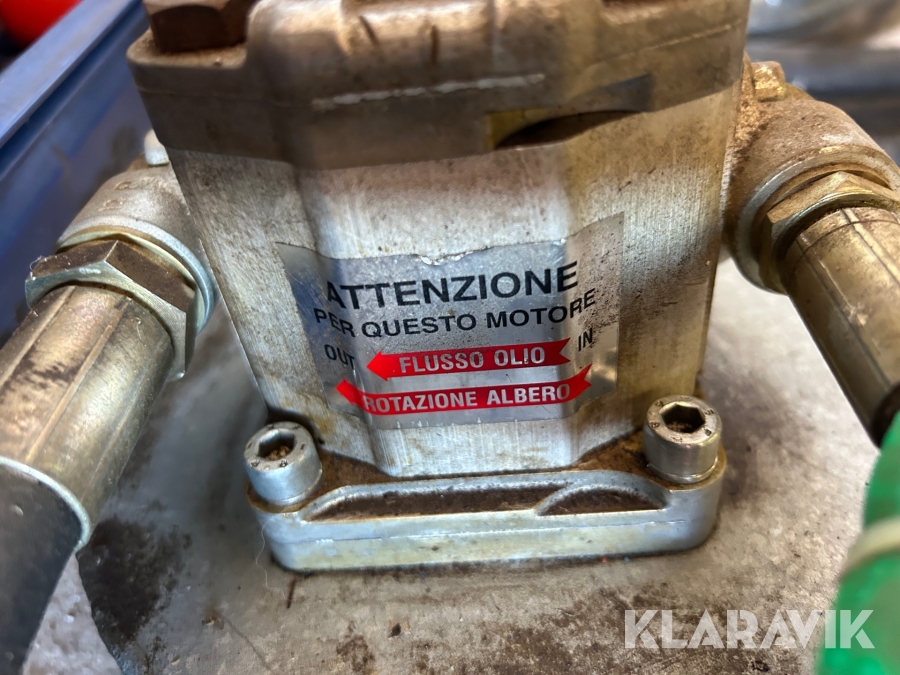 ATTENZIONE
PER QUESTO MOTORE
OUT FLUSSO OLIO IN
ROTAZIONE ALBERO
KLARAVIK